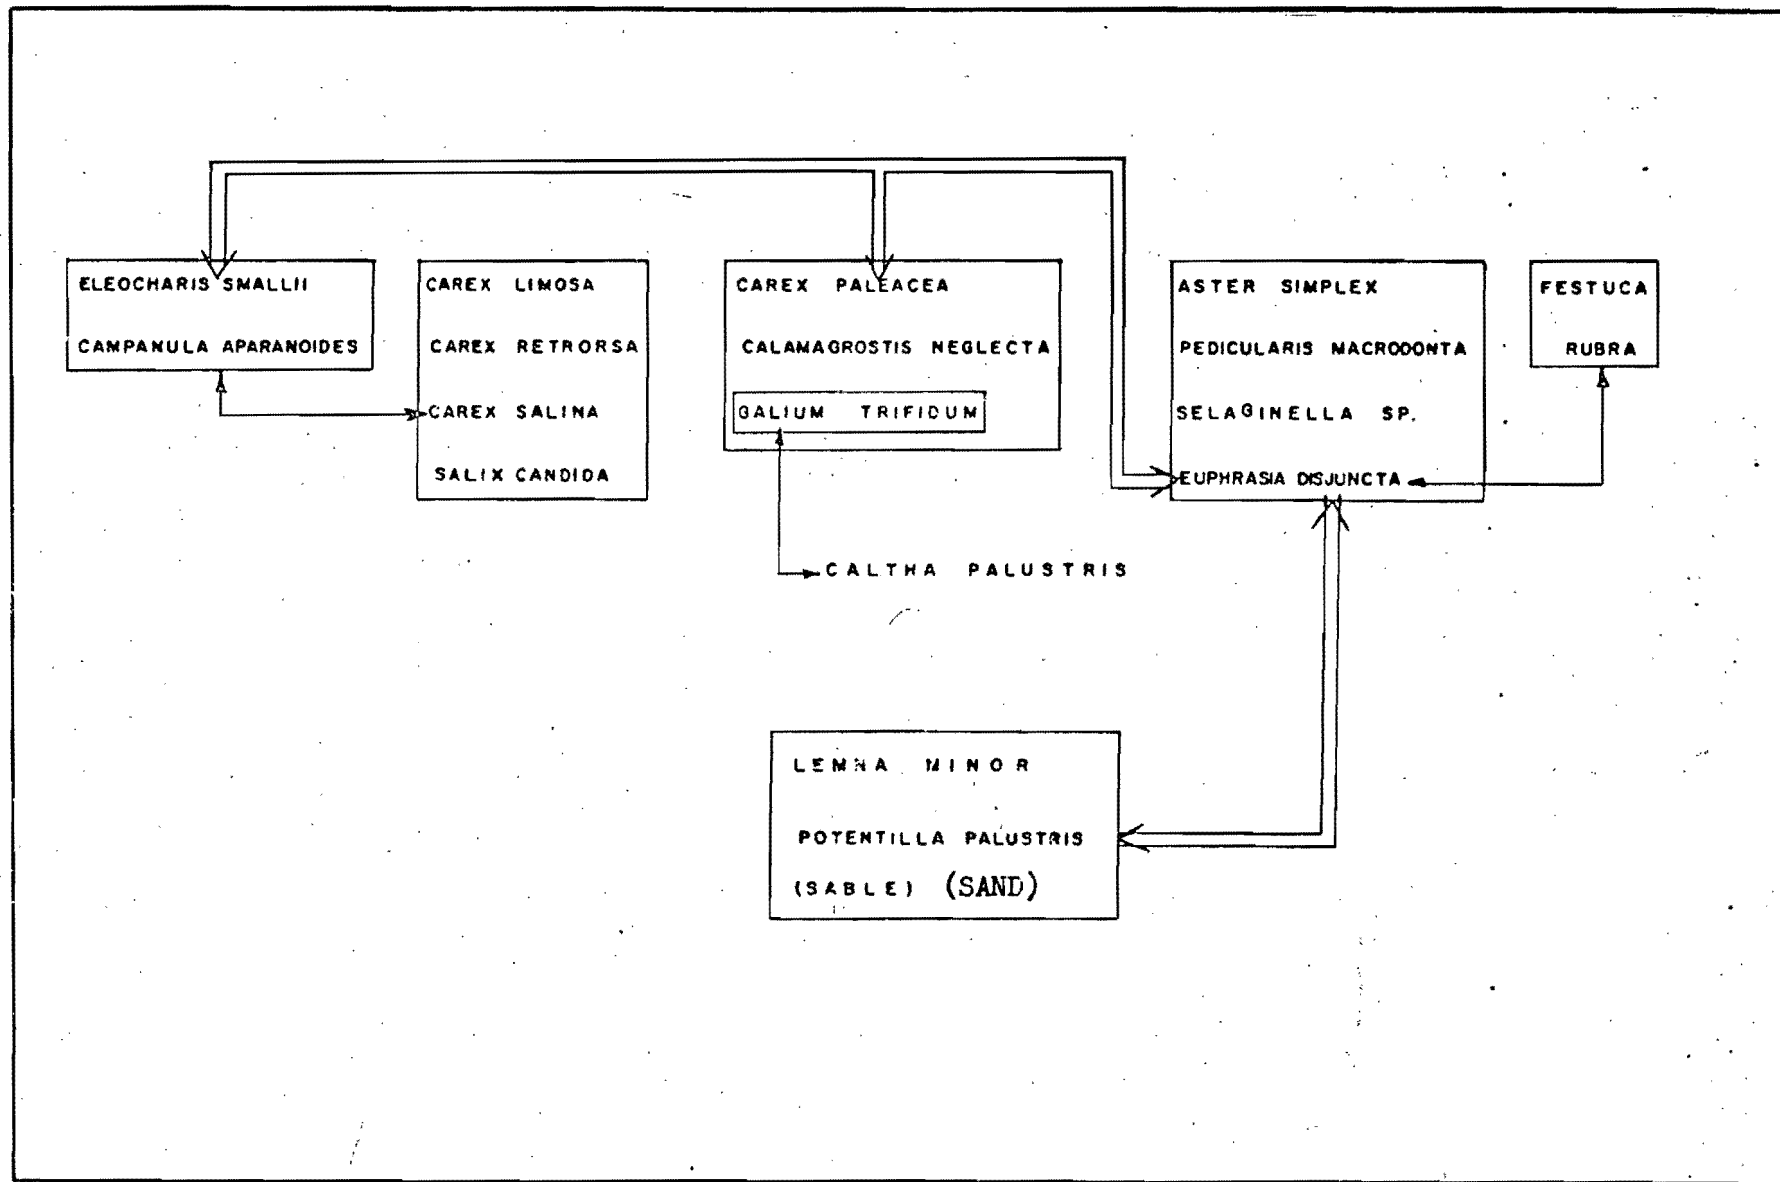 ELEOCHARIS SMALLII
CAMPANULA APARANOIDES
CAREX LIMOSA
CAREX RETRORSA
CAREX SALINA
SALIX CANDIDA
CAREX PALEACEA
CALAMAGROSTIS NEGLECTA
GALIUM TRIFIDUM
CALTHA PALUSTRIS
ASTER SIMPLEX
PEDICULARIS MACRODONTA
SELAGINELLA SP.
EUPHRASIA DISJUNCTA
FESTUCA
RUBRA
LEMNA MINOR
POTENTILLA PALUSTRIS
(SABLE) (SAND)